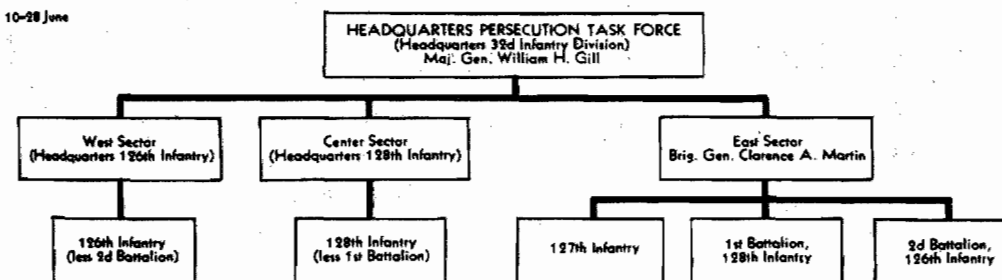 10-28 June
HEADQUARTERS PERSECUTION TASK FORCE
(Headquarters 32d Infantry Division)
Maj. Gen. William H. Gill
West Sector
(Headquarters 126th Infantry)
Center Sector
(Headquarters 128th Infantry)
East Sector
Brig. Gen. Clarence A. Martin
126th Infantry
(less 2d Battalion)
128th Infantry
(less 1st Battalion)
127th Infantry
1st Battalion,
128th Infantry
2d Battalion,
126th Infantry